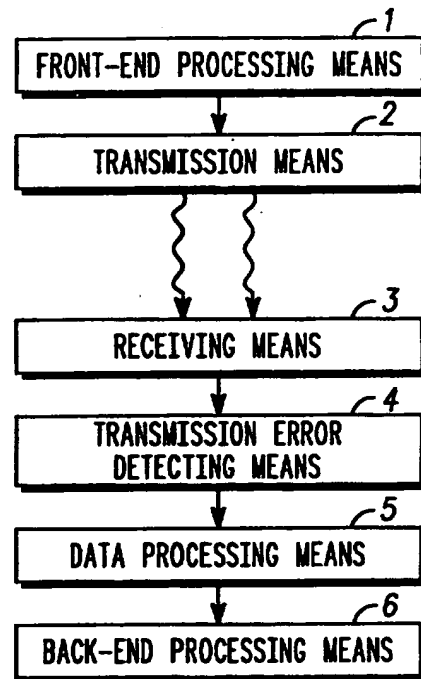 1
FRONT-END PROCESSING MEANS
2
TRANSMISSION MEANS
3
RECEIVING MEANS
4
TRANSMISSION ERROR
DETECTING MEANS
5
DATA PROCESSING MEANS
6
BACK-END PROCESSING MEANS